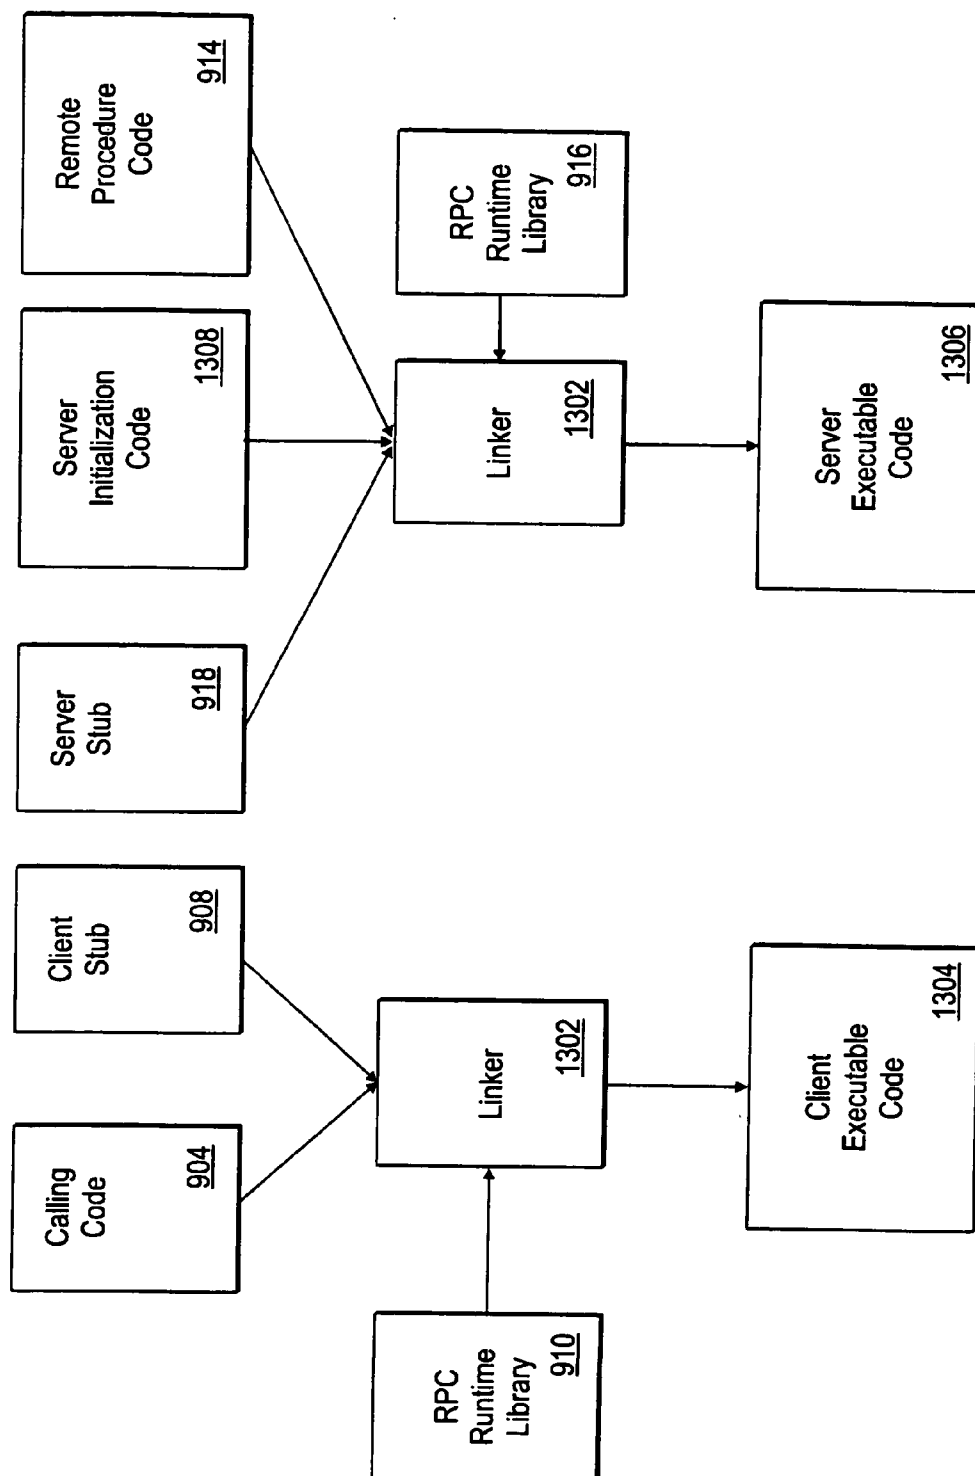 Calling
Code
904
Client
Stub
908
Server
Stub
918
Server
Initialization
Code
1308
Remote
Procedure
Code
914
RPC
Runtime
Library
910
Linker
1302
Linker
1302
RPC
Runtime
Library
916
Client
Executable
Code
1304
Server
Executable
Code
1306